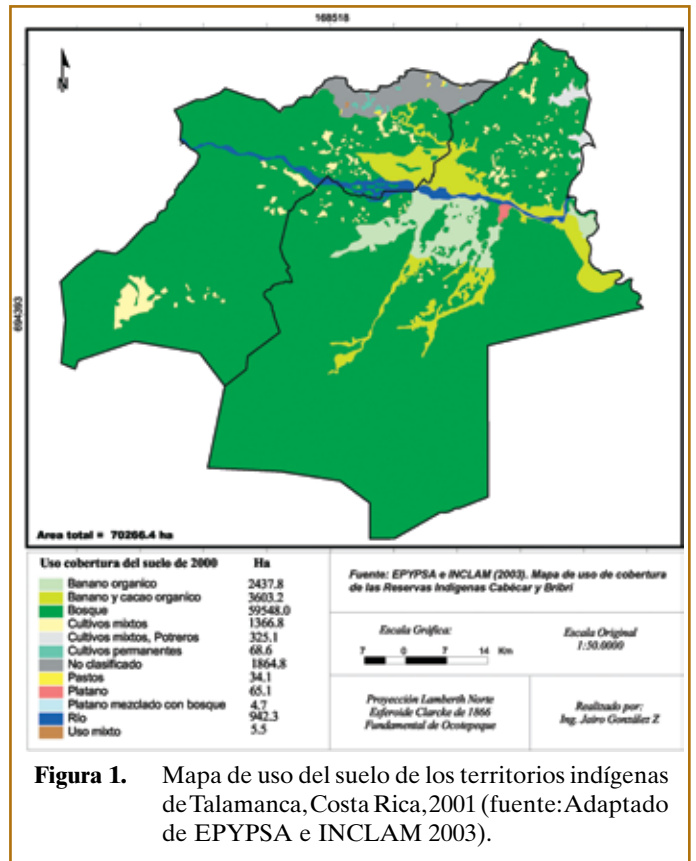 168518
N
694393
Area total = 70266.4 ha
Uso cobertura del suelo de 2000 Ha
Banano organico 2437.8
Banano y cacao organico 3603.2
Bosque 59548.0
Cultivos mixtos 1366.8
Cultivos mixtos, Potreros 325.1
Cultivos permanentes 68.6
No clasificado 1864.8
Pastos 34.1
Platano 65.1
Platano mezclado con bosque 4.7
Río 942.3
Uso mixto 5.5
Fuente: EPYPSA e INCLAM (2003). Mapa de uso de cobertura
de las Reservas Indigenas Cabécar y Bribri
Escala Gráfica:
7 0 7 14 Km
Escala Original
1:50.0000
Proyección Lamberth Norte
Esferoide Clarcke de 1866
Fundamental de Ocotepeque
Realizado por:
Ing. Jairo González Z
Figura 1. Mapa de uso del suelo de los territorios indígenas
de Talamanca, Costa Rica, 2001 (fuente: Adaptado
de EPYPSA e INCLAM 2003).